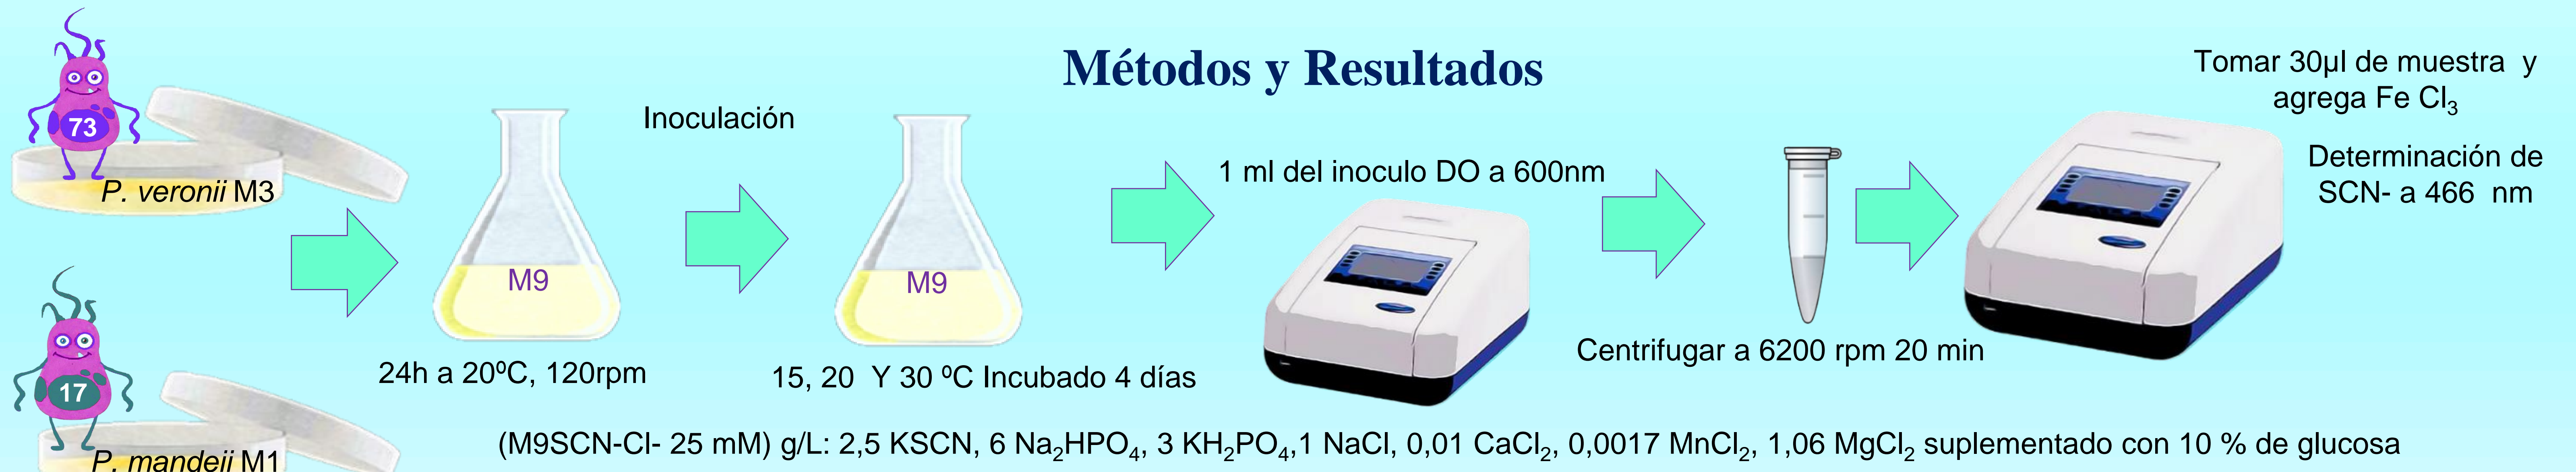 Métodos y Resultados
73
P. veronii M3
17
P. mandeii M1
M9
24h a 20ºC, 120rpm
Inoculación
M9
15, 20 Y 30 ºC Incubado 4 días
1 ml del inoculo DO a 600nm
Centrifugar a 6200 rpm 20 min
Tomar 30µl de muestra y
agrega Fe Cl₃
Determinación de
SCN- a 466 nm
(M9SCN-Cl- 25 mM) g/L: 2,5 KSCN, 6 Na₂HPO₄, 3 KH₂PO₄,1 NaCl, 0,01 CaCl₂, 0,0017 MnCl₂, 1,06 MgCl₂ suplementado con 10 % de glucosa